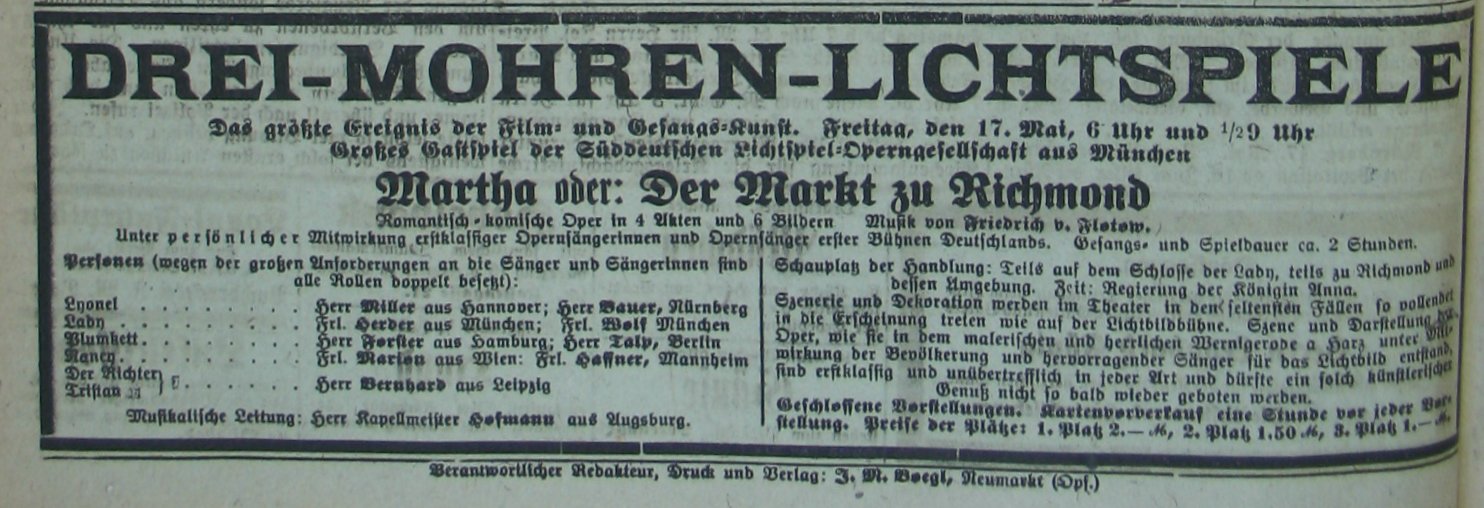 DREI-MOHREN-LICHTSPIELE
Das größte Ereignis der Film- und Gesangs-Kunst. Freitag, den 17. Mai, 6 Uhr und 1/2 9 Uhr
Großes Gastspiel der Süddeutschen Lichtspiel-Operngesellschaft aus München
Martha oder: Der Markt zu Richmond
Romantisch-komische Oper in 4 Akten und 6 Bildern Musik von Friedrich v. Flotow.
Unter persönlicher Mitwirkung erstklassiger Opernsängerinnen und Opernsänger erster Bühnen Deutschlands. Gesangs- und Spieldauer ca. 2 Stunden.
Personen (wegen der großen Anforderungen an die Sänger und Sängerinnen sind
alle Rollen doppelt besetzt):
Lyonel . . . . . . . . . Herr Miller aus Hannover; Herr Bauer, Nürnberg
Lady . . . . . . . . . Frl. Herder aus München; Frl. Wolf München
Plumkett . . . . . . . . Herr Forster aus Hamburg; Herr Talp, Berlin
Nancy . . . . . . . . . Frl. Marion aus Wien: Frl. Haffner, Mannheim
Der Richter
Tristan } . . . . . . . Herr Bernhard aus Leipzig
Musikalische Leitung: Herr Kapellmeister Hofmann aus Augsburg.
Schauplatz der Handlung: Teils auf dem Schlosse der Lady, teils zu Richmond und
dessen Umgebung. Zeit: Regierung der Königin Anna.
Szenerie und Dekoration werden im Theater in den seltensten Fällen so vollendet
in die Erscheinung treten wie auf der Lichtbildbühne. Szene und Darstellung der
Oper, wie sie in dem malerischen und herrlichen Wernigerode a Harz unter Mit-
wirkung der Bevölkerung und hervorragender Sänger für das Lichtbild entstand,
sind erstklassig und unübertrefflich in jeder Art und dürfte ein solch künstlerischer
Genuß nicht so bald wieder geboten werden.
Geschlossene Vorstellungen. Kartenvorverkauf eine Stunde vor jeder Vor-
stellung. Preise der Plätze: 1. Platz 2.— ℳ, 2. Platz 1.50 ℳ, 3. Platz 1.— ℳ.
Verantwortlicher Redakteur, Druck und Verlag: J. M. Boegl, Neumarkt (Opf.)